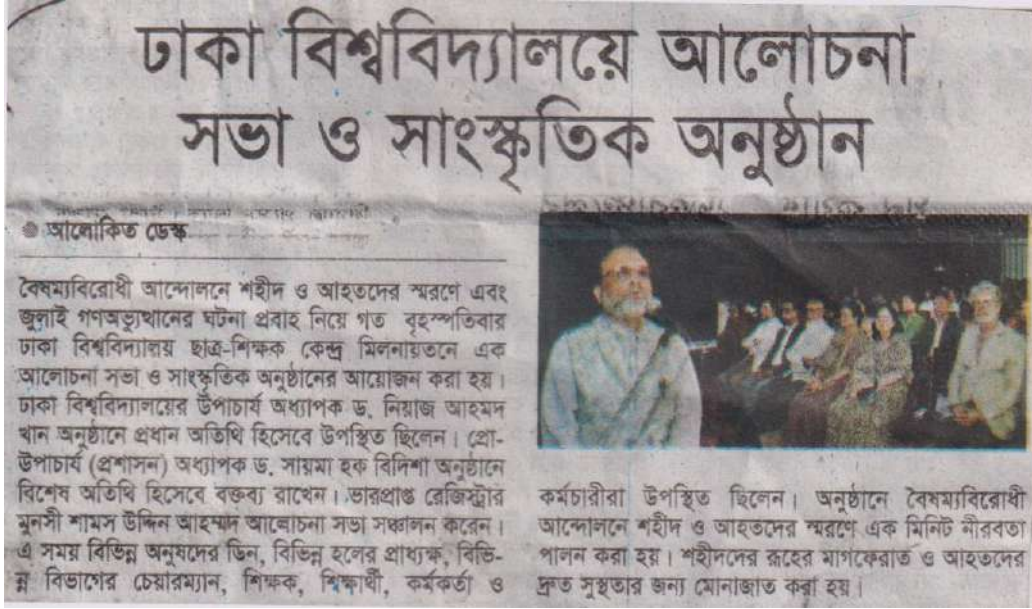 ঢাকা বিশ্ববিদ্যালয়ে আলোচনা
সভা ও সাংস্কৃতিক অনুষ্ঠান
● আলোকিত ডেস্ক
বৈষম্যবিরোধী আন্দোলনে শহীদ ও আহতদের স্মরণে এবং
জুলাই গণঅভ্যুত্থানের ঘটনা প্রবাহ নিয়ে গত বৃহস্পতিবার
ঢাকা বিশ্ববিদ্যালয় ছাত্র-শিক্ষক কেন্দ্র মিলনায়তনে এক
আলোচনা সভা ও সাংস্কৃতিক অনুষ্ঠানের আয়োজন করা হয়।
ঢাকা বিশ্ববিদ্যালয়ের উপাচার্য অধ্যাপক ড. নিয়াজ আহমদ
খান অনুষ্ঠানে প্রধান অতিথি হিসেবে উপস্থিত ছিলেন। প্রো-
উপাচার্য (প্রশাসন) অধ্যাপক ড. সায়মা হক বিদিশা অনুষ্ঠানে
বিশেষ অতিথি হিসেবে বক্তব্য রাখেন। ভারপ্রাপ্ত রেজিস্ট্রার
মুনসী শামস উদ্দিন আহম্মদ আলোচনা সভা সঞ্চালন করেন।
এ সময় বিভিন্ন অনুষদের ডিন, বিভিন্ন হলের প্রাধ্যক্ষ, বিভি-
ন্ন বিভাগের চেয়ারম্যান, শিক্ষক, শিক্ষার্থী, কর্মকর্তা ও
কর্মচারীরা উপস্থিত ছিলেন। অনুষ্ঠানে বৈষম্যবিরোধী
আন্দোলনে শহীদ ও আহতদের স্মরণে এক মিনিট নীরবতা
পালন করা হয়। শহীদদের রূহের মাগফেরাত ও আহতদের
দ্রুত সুস্থতার জন্য মোনাজাত করা হয়।